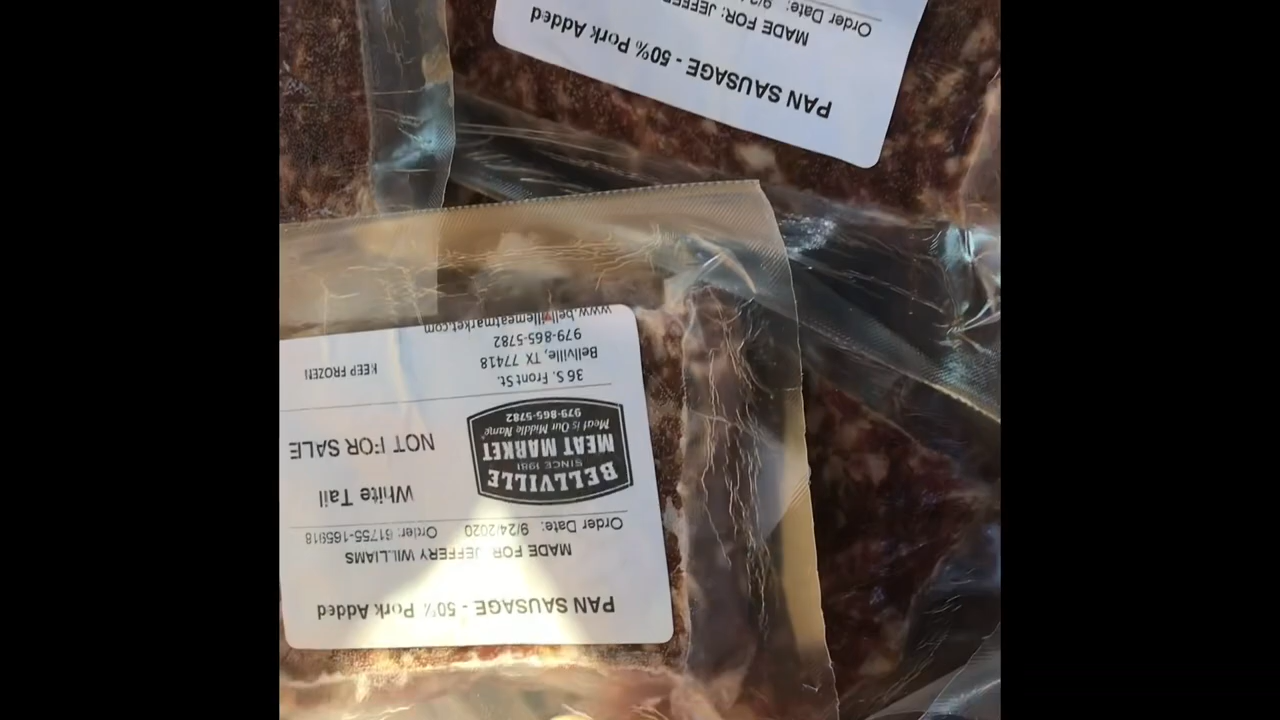 PAN SAUSAGE - 50% Pork Added
MADE FOR: JEFFER
Order Date: 9/2
PAN SAUSAGE - 50% Pork Added
MADE FOR: JEFFERY WILLIAMS
Order Date: 9/24/2020 Order: 61755-165918
White Tail
NOT FOR SALE
BELLVILLE
SINCE 1981
MEAT MARKET
Meat is Our Middle Name
979-865-5782
36 S. Front St.
Bellville, TX 77418
979-865-5782
www.bellvillemeatmarket.com
KEEP FROZEN